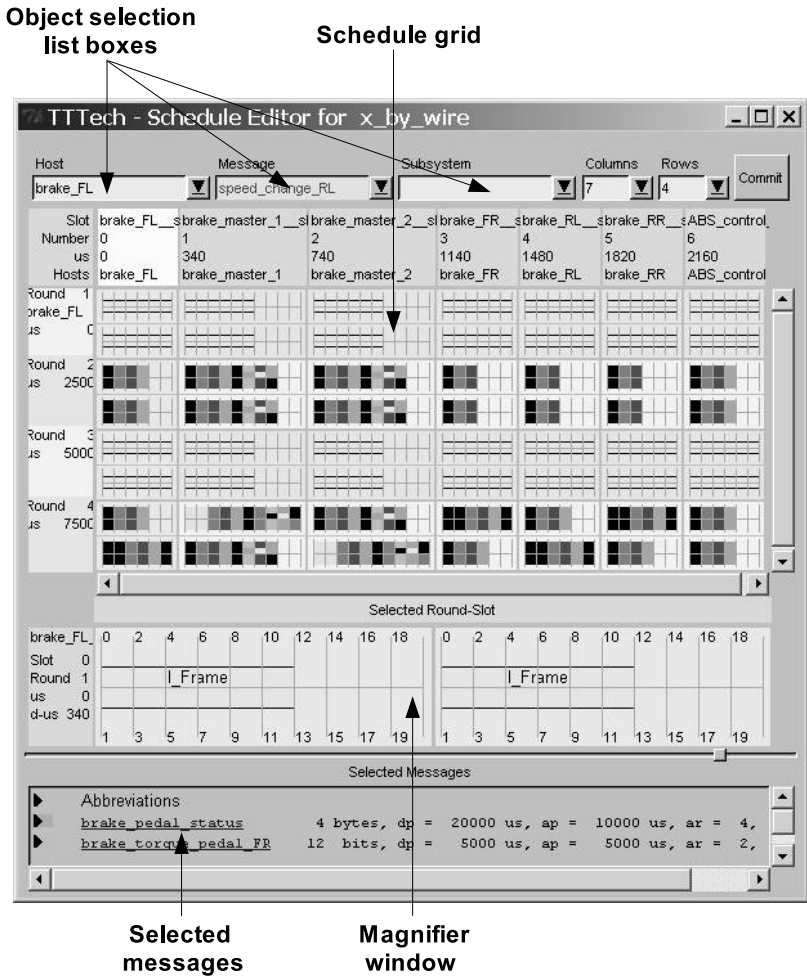 Object selection
list boxes
Schedule grid
TTTech - Schedule Editor for x_by_wire
Host Message Subsystem Columns Rows
brake_FL speed_change_RL 7 4 Commit
Slot brake_FL__s brake_master_1__sl brake_master_2__sl brake_FR__s brake_RL__s brake_RR__s ABS_control_
Number 0 1 2 3 4 5 6
us 0 340 740 1140 1480 1820 2160
Hosts brake_FL brake_master_1 brake_master_2 brake_FR brake_RL brake_RR ABS_control
Round 1
brake_FL
us 0
Round 2
us 2500
Round 3
us 5000
Round 4
us 7500
Selected Round-Slot
brake_FL_ 0 2 4 6 8 10 12 14 16 18 0 2 4 6 8 10 12 14 16 18
Slot 0
Round 1 I_Frame I_Frame
us 0
d-us 340
1 3 5 7 9 11 13 15 17 19 1 3 5 7 9 11 13 15 17 19
Selected Messages
Abbreviations
brake_pedal_status 4 bytes, dp = 20000 us, ap = 10000 us, ar = 4,
brake_torque_pedal_FR 12 bits, dp = 5000 us, ap = 5000 us, ar = 2,
Selected
messages
Magnifier
window